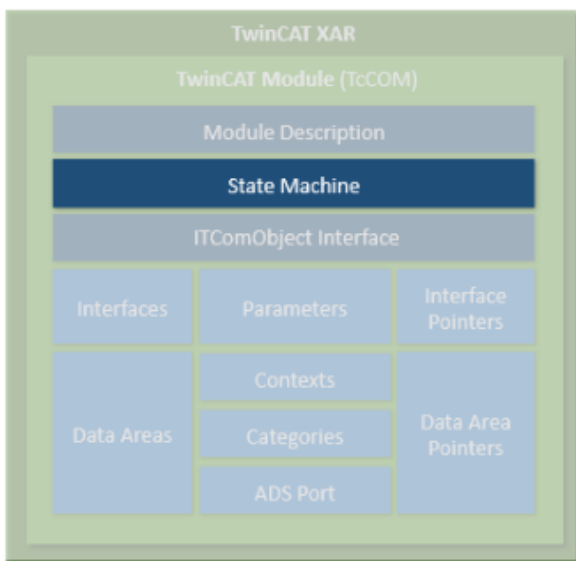 TwinCAT XAR
TwinCAT Module (TcCOM)
Module Description
State Machine
ITComObject Interface
Interfaces
Parameters
Interface
Pointers
Data Areas
Contexts
Categories
ADS Port
Data Area
Pointers